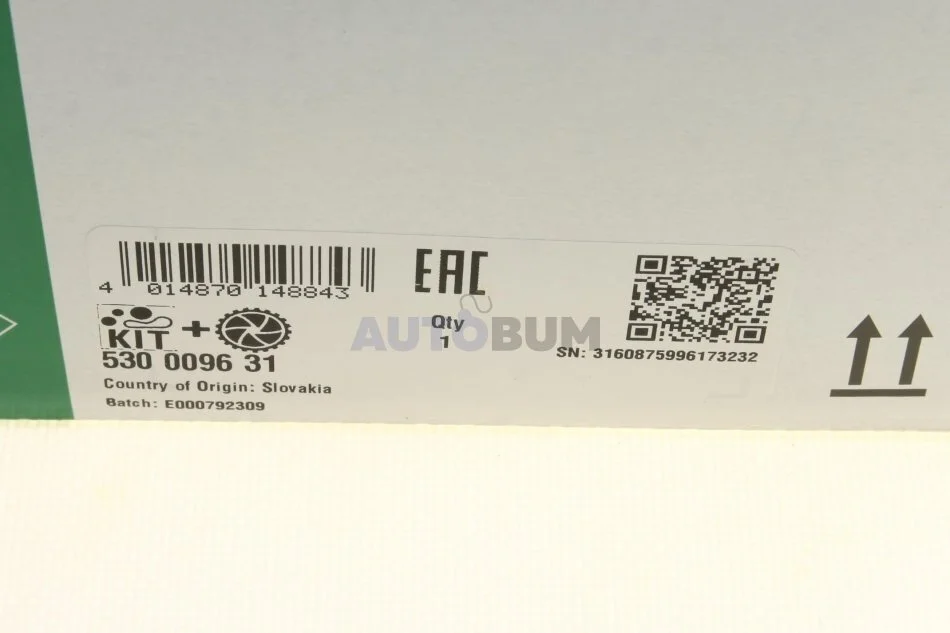 4 014870 148843
EAC
KIT +
530 0096 31
Country of Origin: Slovakia
Batch: E000792309
Qty
1
AUTOBUM
SN: 3160875996173232